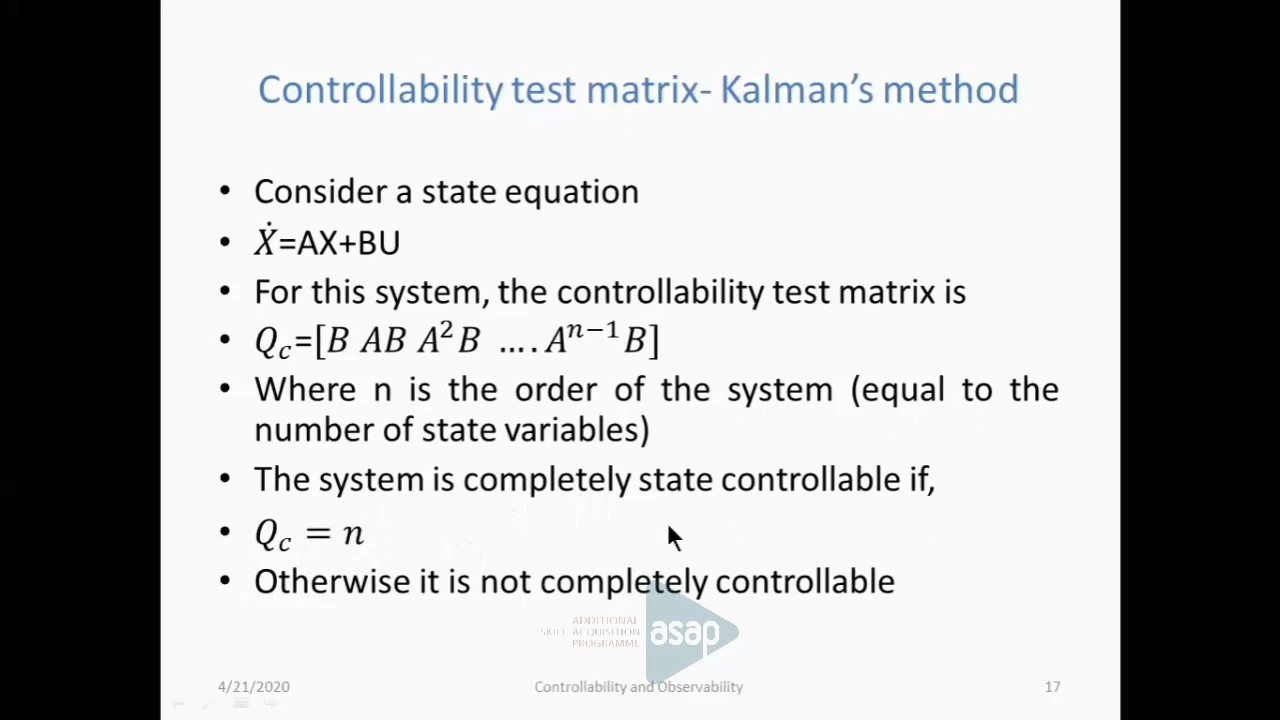 Controllability test matrix- Kalman's method
• Consider a state equation
• Ẋ=AX+BU
• For this system, the controllability test matrix is
• Q_c=[B AB A²B ....Aⁿ⁻¹B]
• Where n is the order of the system (equal to the
number of state variables)
• The system is completely state controllable if,
• Q_c = n
• Otherwise it is not completely controllable
ADDITIONAL
SKILL ACQUISITION
PROGRAMME
asap
4/21/2020
Controllability and Observability
17